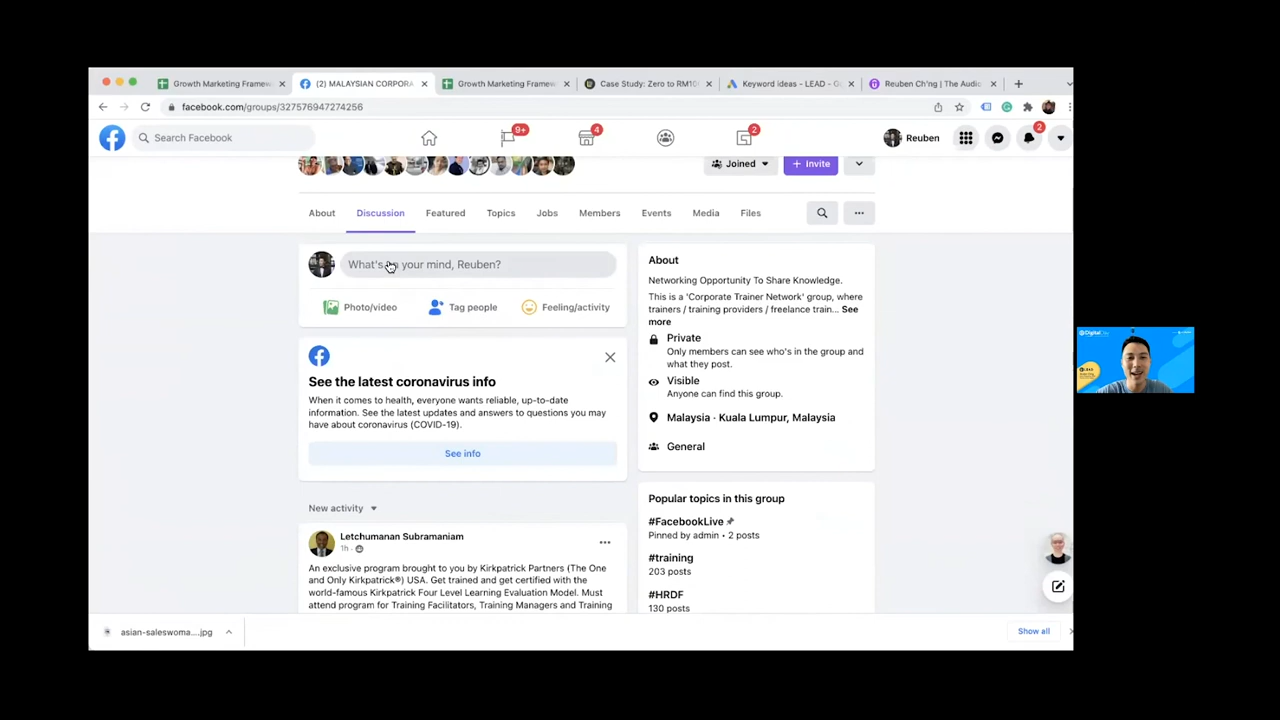 Growth Marketing Framew
(2) MALAYSIAN CORPORA
Growth Marketing Framew
Case Study: Zero to RM10
Keyword ideas - LEAD - G
Reuben Ch'ng | The Audio
facebook.com/groups/327576947274256
Search Facebook
9+
4
2
Reuben
2
Joined
+ Invite
About
Discussion
Featured
Topics
Jobs
Members
Events
Media
Files
What's on your mind, Reuben?
Photo/video
Tag people
Feeling/activity
See the latest coronavirus info
When it comes to health, everyone wants reliable, up-to-date
information. See the latest updates and answers to questions you may
have about coronavirus (COVID-19).
See info
New activity
Letchumanan Subramaniam
1h ·
An exclusive program brought to you by Kirkpatrick Partners (The One
and Only Kirkpatrick®) USA. Get trained and get certified with the
world-famous Kirkpatrick Four Level Learning Evaluation Model. Must
attend program for Training Facilitators, Training Managers and Training
About
Networking Opportunity To Share Knowledge.
This is a 'Corporate Trainer Network' group, where
trainers / training providers / freelance train... See
more
Private
Only members can see who's in the group and
what they post.
Visible
Anyone can find this group.
Malaysia · Kuala Lumpur, Malaysia
General
Popular topics in this group
#FacebookLive
Pinned by admin • 2 posts
#training
203 posts
#HRDF
130 posts
asian-saleswoma....jpg
Show all